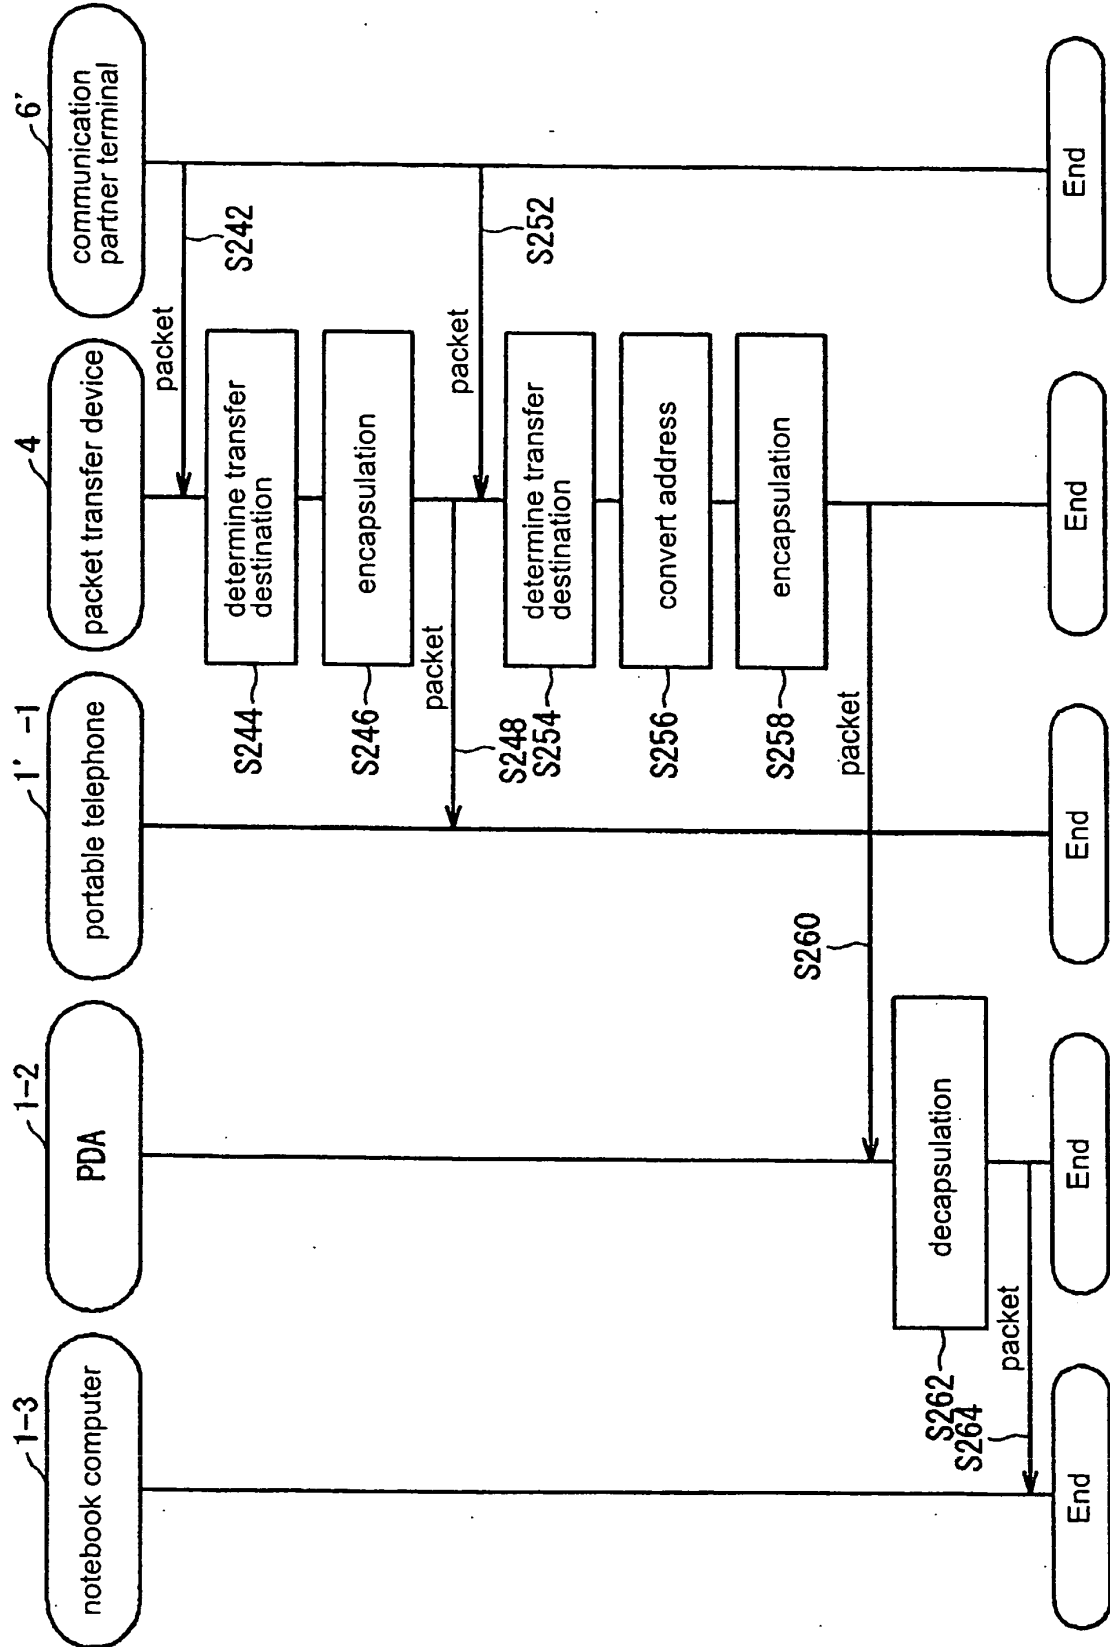 1-3
notebook computer
1-2
PDA
1' -1
portable telephone
4
packet transfer device
6'
communication
partner terminal
packet
S242
S244
determine transfer
destination
S246
encapsulation
packet
S248
packet
S252
S254
determine transfer
destination
S256
convert address
S258
encapsulation
packet
S260
S262
decapsulation
packet
S264
End
End
End
End
End